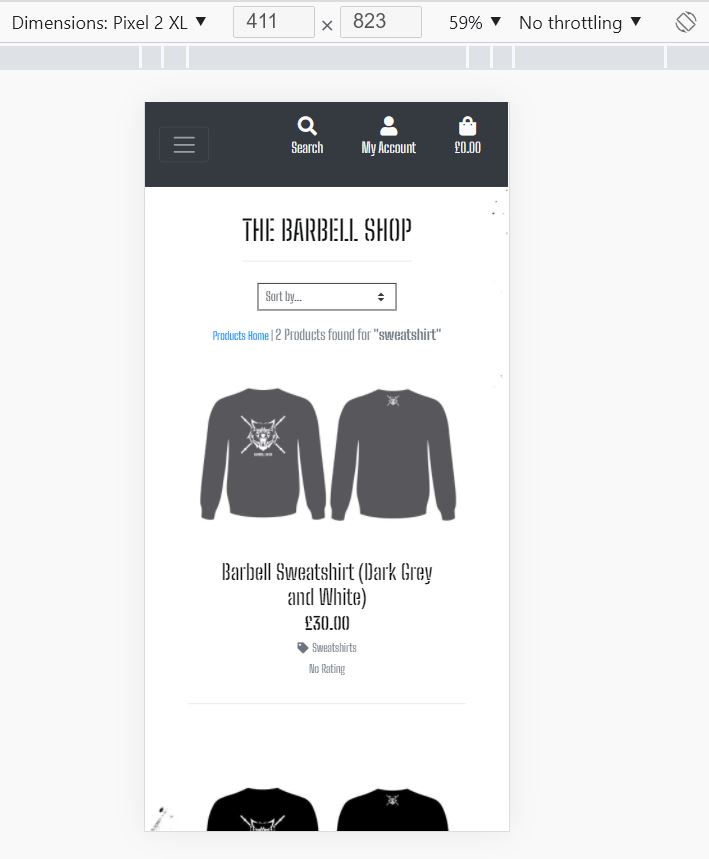 Dimensions: Pixel 2 XL ▼ 411 × 823 59% ▼ No throttling ▼
Search My Account £0.00
THE BARBELL SHOP
Sort by...
Products Home | 2 Products found for "sweatshirt"
Barbell Sweatshirt (Dark Grey
and White)
£30.00
Sweatshirts
No Rating